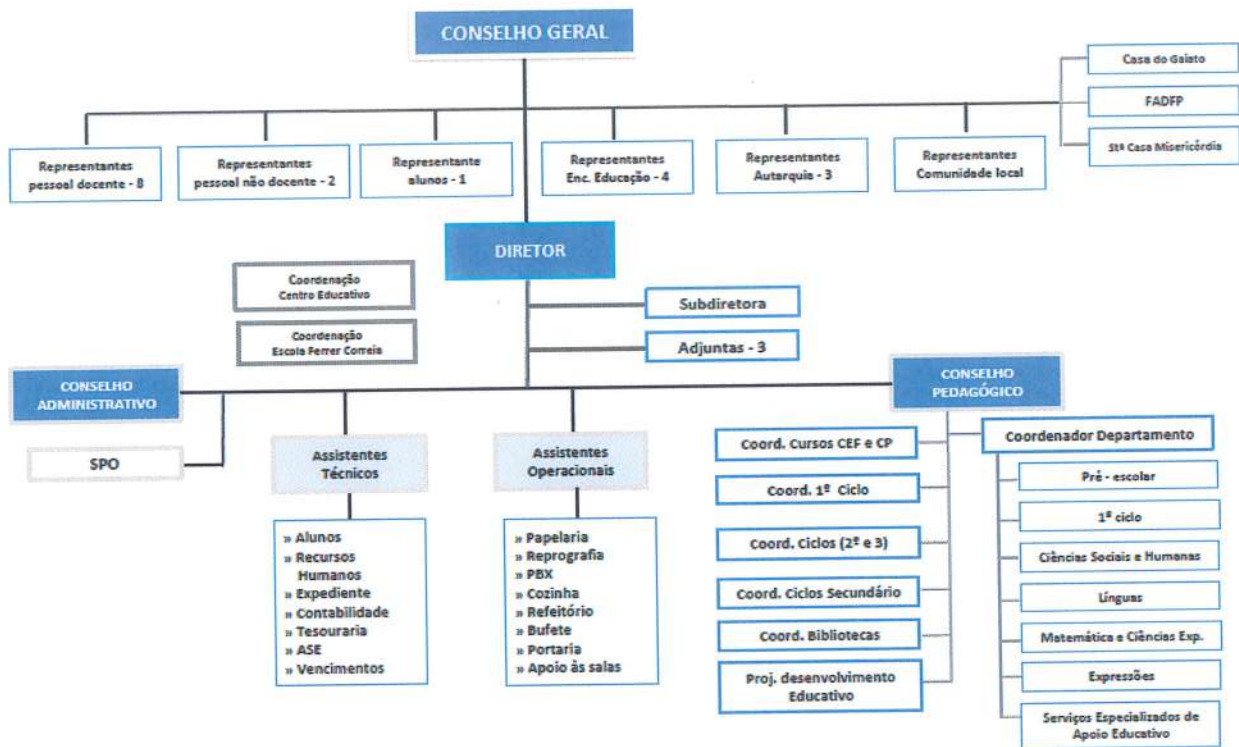 CONSELHO GERAL
Casa do Gaiato
FADFP
Stª Casa Misericórdia
Representantes
pessoal docente - 8
Representantes
pessoal não docente - 2
Representante
alunos - 1
Representantes
Enc. Educação - 4
Representantes
Autarquia - 3
Representantes
Comunidade local
DIRETOR
Coordenação
Centro Educativo
Coordenação
Escola Ferrer Correia
Subdiretora
Adjuntas - 3
CONSELHO
ADMINISTRATIVO
CONSELHO
PEDAGÓGICO
SPO
Assistentes
Técnicos
» Alunos
» Recursos
Humanos
» Expediente
» Contabilidade
» Tesouraria
» ASE
» Vencimentos
Assistentes
Operacionais
» Papelaria
» Reprografia
» PBX
» Cozinha
» Refeitório
» Bufete
» Portaria
» Apoio às salas
Coord. Cursos CEF e CP
Coord. 1º Ciclo
Coord. Ciclos (2º e 3)
Coord. Ciclos Secundário
Coord. Bibliotecas
Proj. desenvolvimento
Educativo
Coordenador Departamento
Pré - escolar
1º ciclo
Ciências Sociais e Humanas
Línguas
Matemática e Ciências Exp.
Expressões
Serviços Especializados de
Apoio Educativo